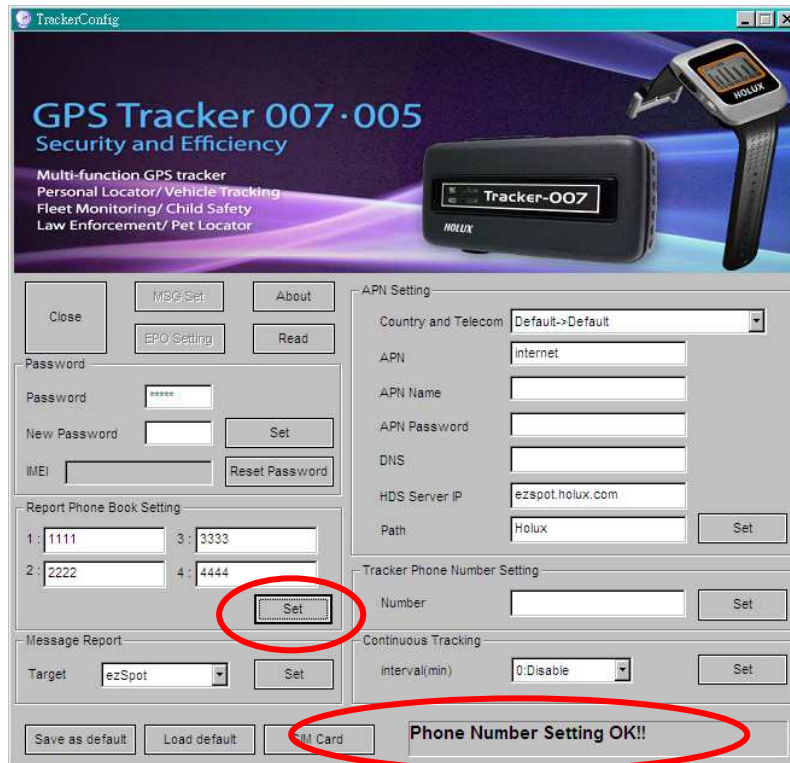 TrackerConfig
GPS Tracker 007·005
Security and Efficiency
Multi-function GPS tracker
Personal Locator/ Vehicle Tracking
Fleet Monitoring/ Child Safety
Law Enforcement/ Pet Locator
Tracker-007
HOLUX
HOLUX
Close
MSG Set
About
EPO Setting
Read
Password
Password
*****
New Password
Set
IMEI
Reset Password
Report Phone Book Setting
1 : 1111
3 : 3333
2 : 2222
4 : 4444
Set
Message Report
Target
ezSpot
Set
APN Setting
Country and Telecom
Default->Default
APN
internet
APN Name
APN Password
DNS
HDS Server IP
ezspot.holux.com
Path
Holux
Set
Tracker Phone Number Setting
Number
Set
Continuous Tracking
interval(min)
0:Disable
Set
Save as default
Load default
SIM Card
Phone Number Setting OK!!